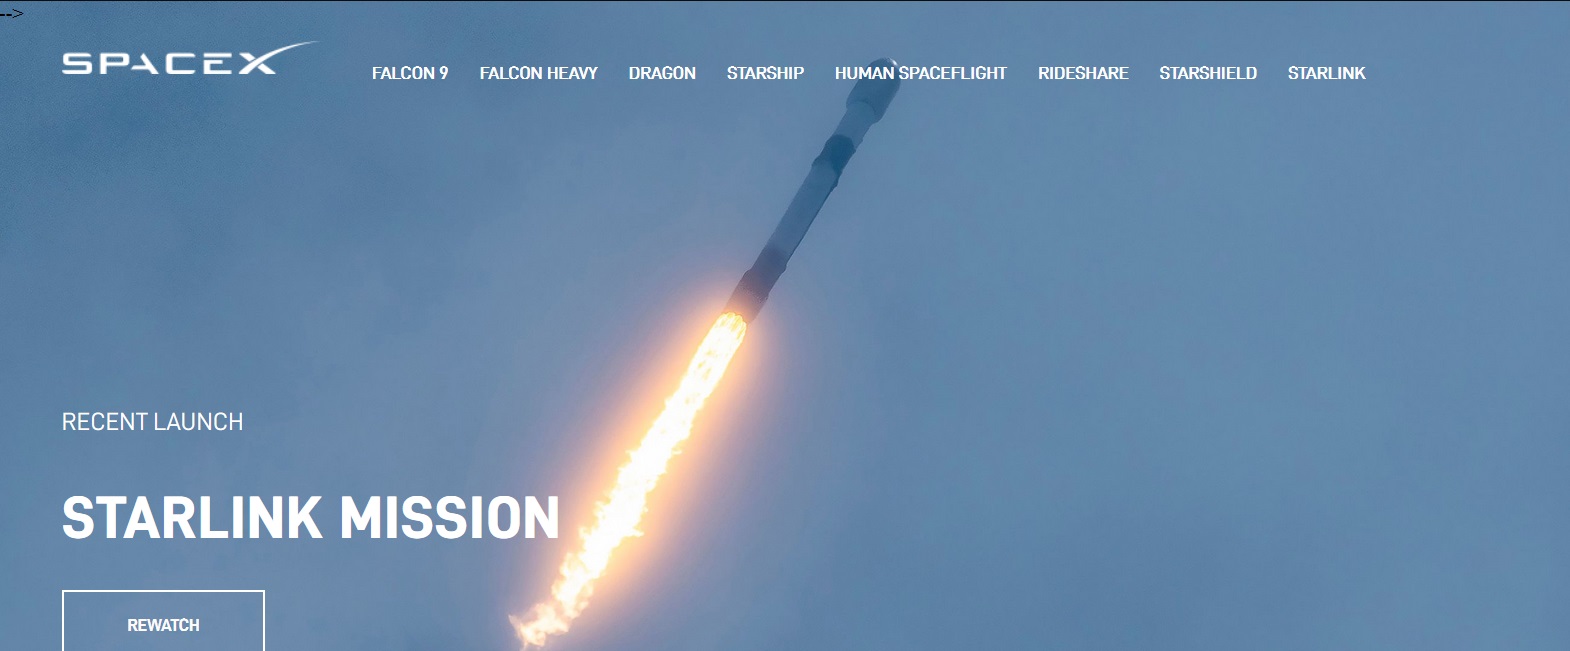 -->
SPACEX
FALCON 9 FALCON HEAVY DRAGON STARSHIP HUMAN SPACEFLIGHT RIDESHARE STARSHIELD STARLINK
RECENT LAUNCH
STARLINK MISSION
REWATCH